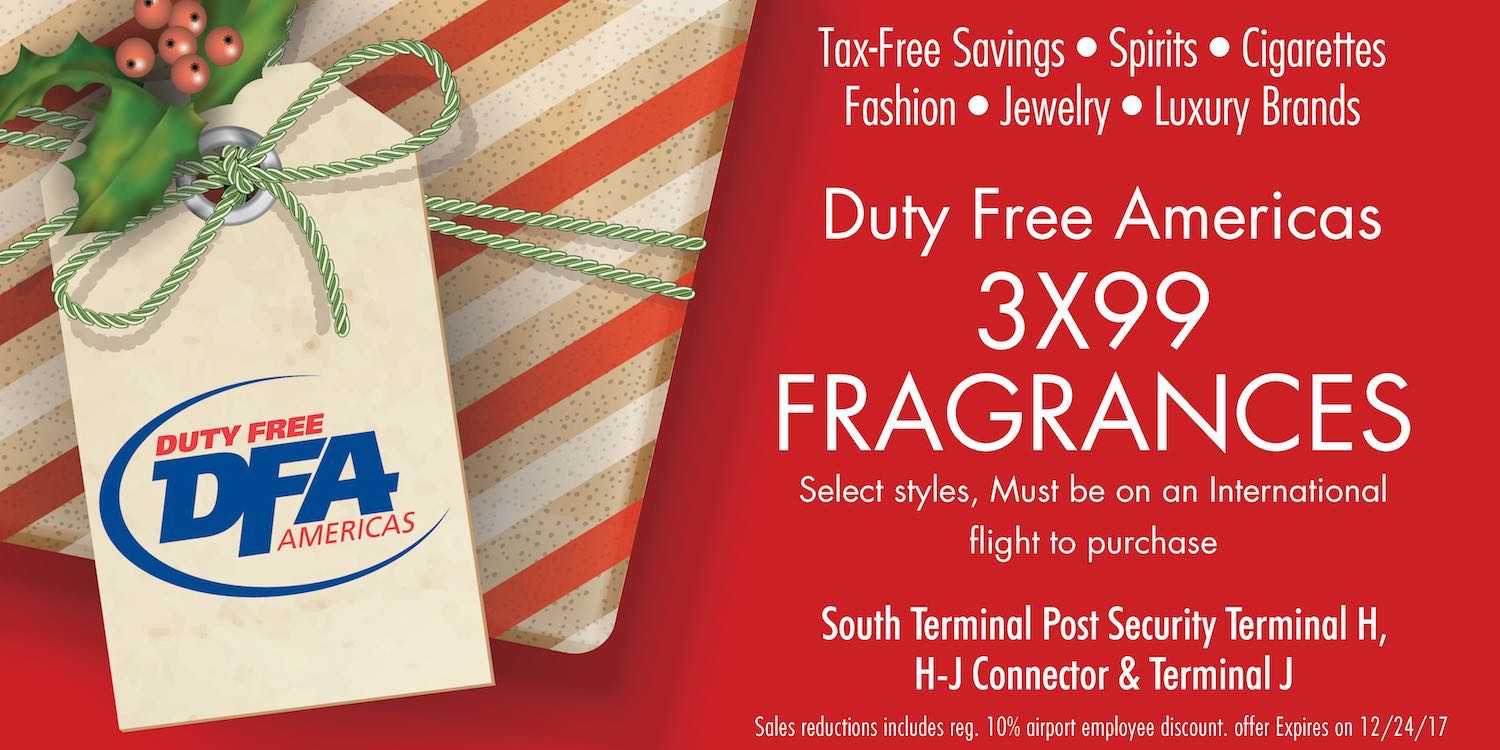 Tax-Free Savings • Spirits • Cigarettes
Fashion • Jewelry • Luxury Brands
Duty Free Americas
3X99
FRAGRANCES
Select styles, Must be on an International
flight to purchase
South Terminal Post Security Terminal H,
H-J Connector & Terminal J
Sales reductions includes reg. 10% airport employee discount. offer Expires on 12/24/17
DUTY FREE
DFA
AMERICAS